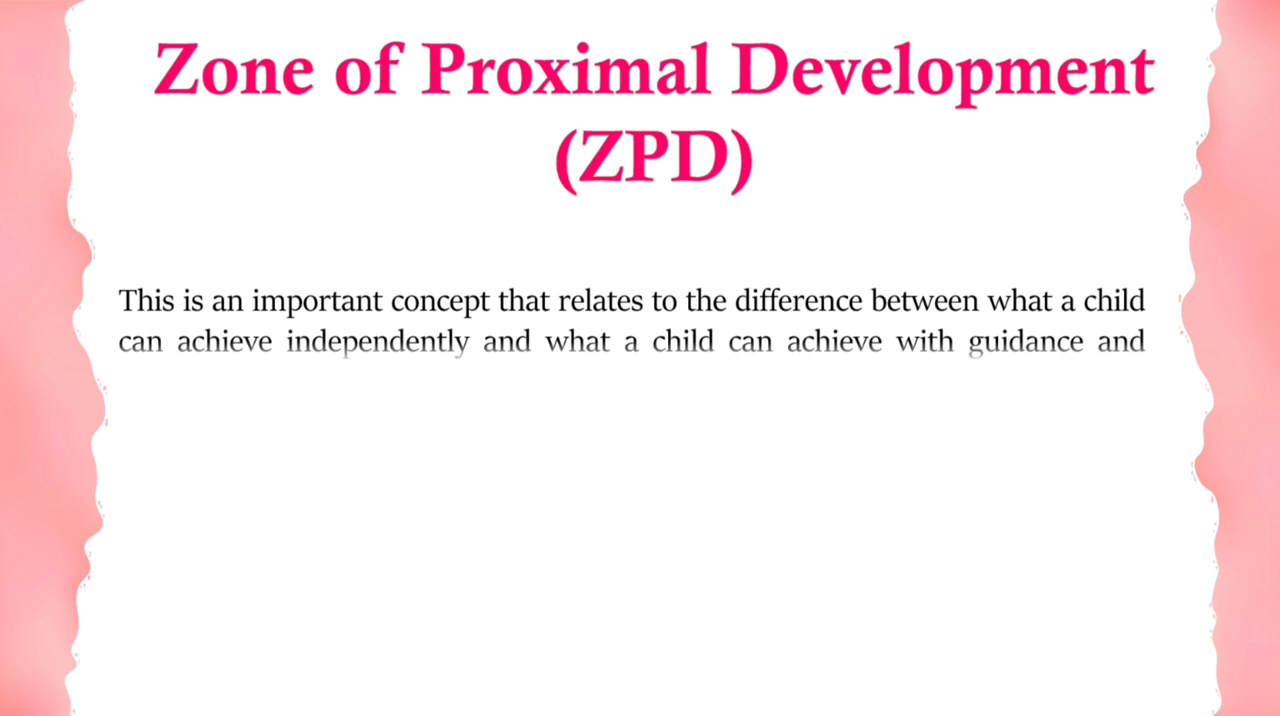 Zone of Proximal Development
(ZPD)
This is an important concept that relates to the difference between what a child
can achieve independently and what a child can achieve with guidance and